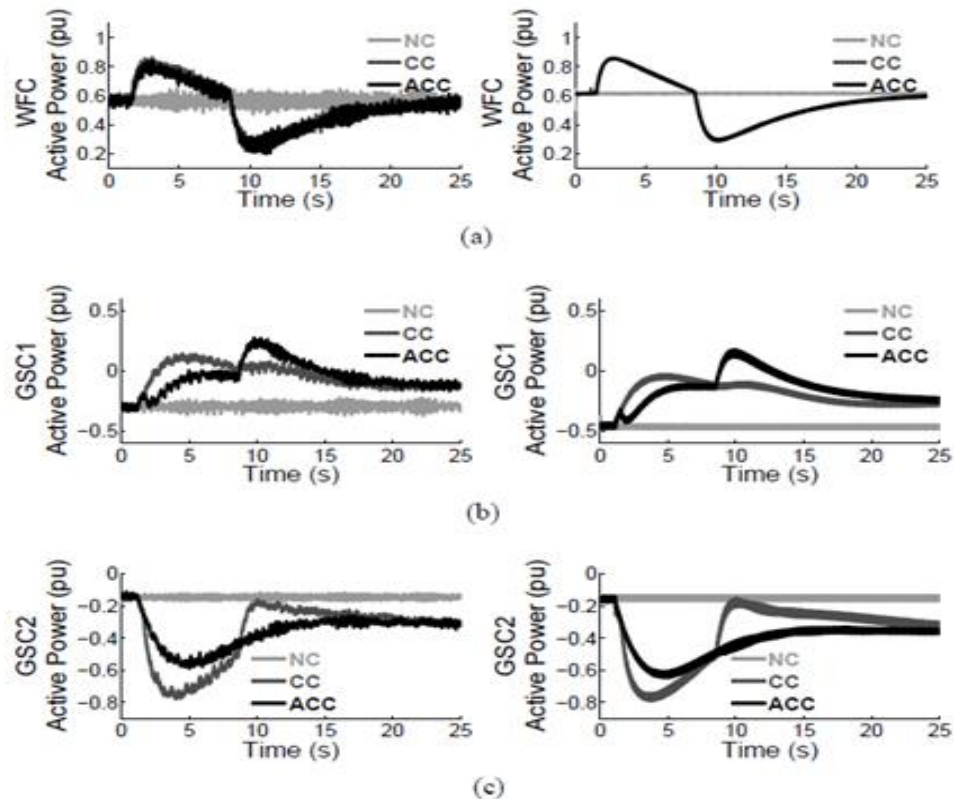 WFC
Active Power (pu)
1
0.8
0.6
0.4
0.2
0 5 10 15 20 25
Time (s)
NC
CC
ACC
WFC
Active Power (pu)
1
0.8
0.6
0.4
0.2
0 5 10 15 20 25
Time (s)
NC
CC
ACC
(a)
GSC1
Active Power (pu)
0.5
0
−0.5
0 5 10 15 20 25
Time (s)
NC
CC
ACC
GSC1
Active Power (pu)
0.5
0
−0.5
0 5 10 15 20 25
Time (s)
NC
CC
ACC
(b)
GSC2
Active Power (pu)
0
−0.2
−0.4
−0.6
−0.8
0 5 10 15 20 25
Time (s)
NC
CC
ACC
GSC2
Active Power (pu)
0
−0.2
−0.4
−0.6
−0.8
0 5 10 15 20 25
Time (s)
NC
CC
ACC
(c)